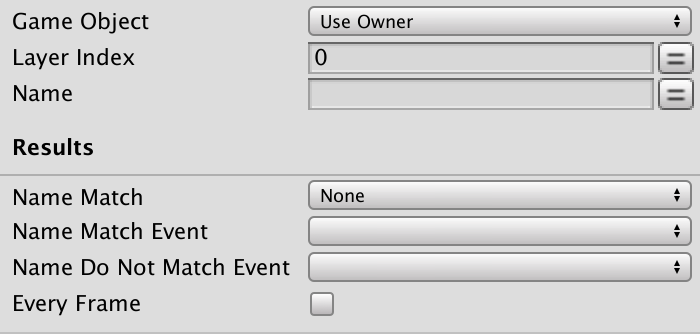 Game Object Use Owner
Layer Index 0
Name
Results
Name Match None
Name Match Event
Name Do Not Match Event
Every Frame